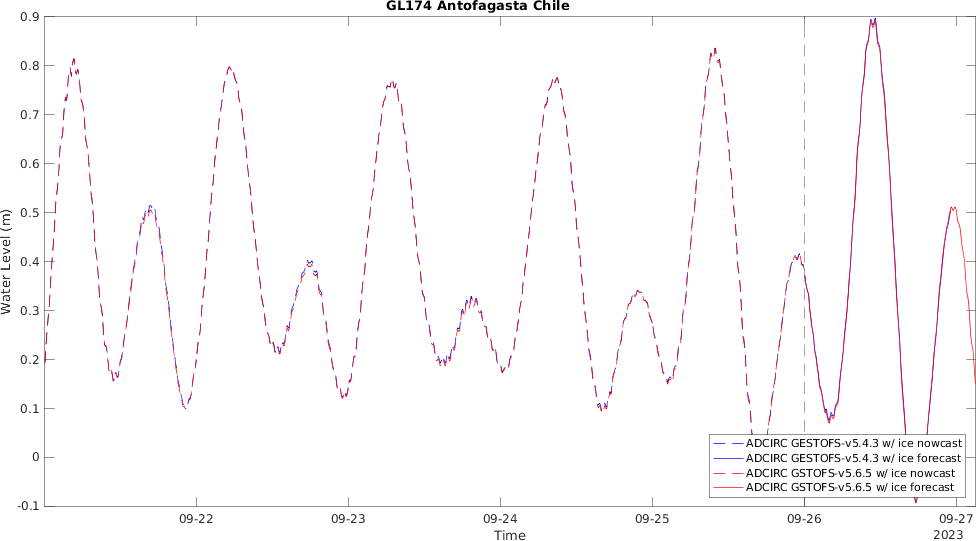 GL174 Antofagasta Chile
0.9
0.8
0.7
0.6
0.5
0.4
0.3
0.2
0.1
0
-0.1
Water Level (m)
ADCIRC GESTOFS-v5.4.3 w/ ice nowcast
ADCIRC GESTOFS-v5.4.3 w/ ice forecast
ADCIRC GSTOFS-v5.6.5 w/ ice nowcast
ADCIRC GSTOFS-v5.6.5 w/ ice forecast
09-22 09-23 09-24 09-25 09-26 09-27
Time
2023